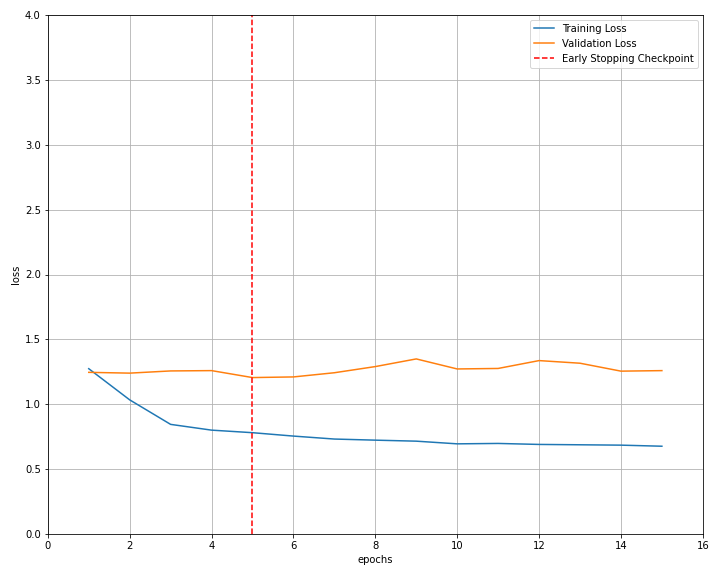 4.0
3.5
3.0
2.5
2.0
1.5
1.0
0.5
0.0
loss
0 2 4 6 8 10 12 14 16
epochs
Training Loss
Validation Loss
Early Stopping Checkpoint